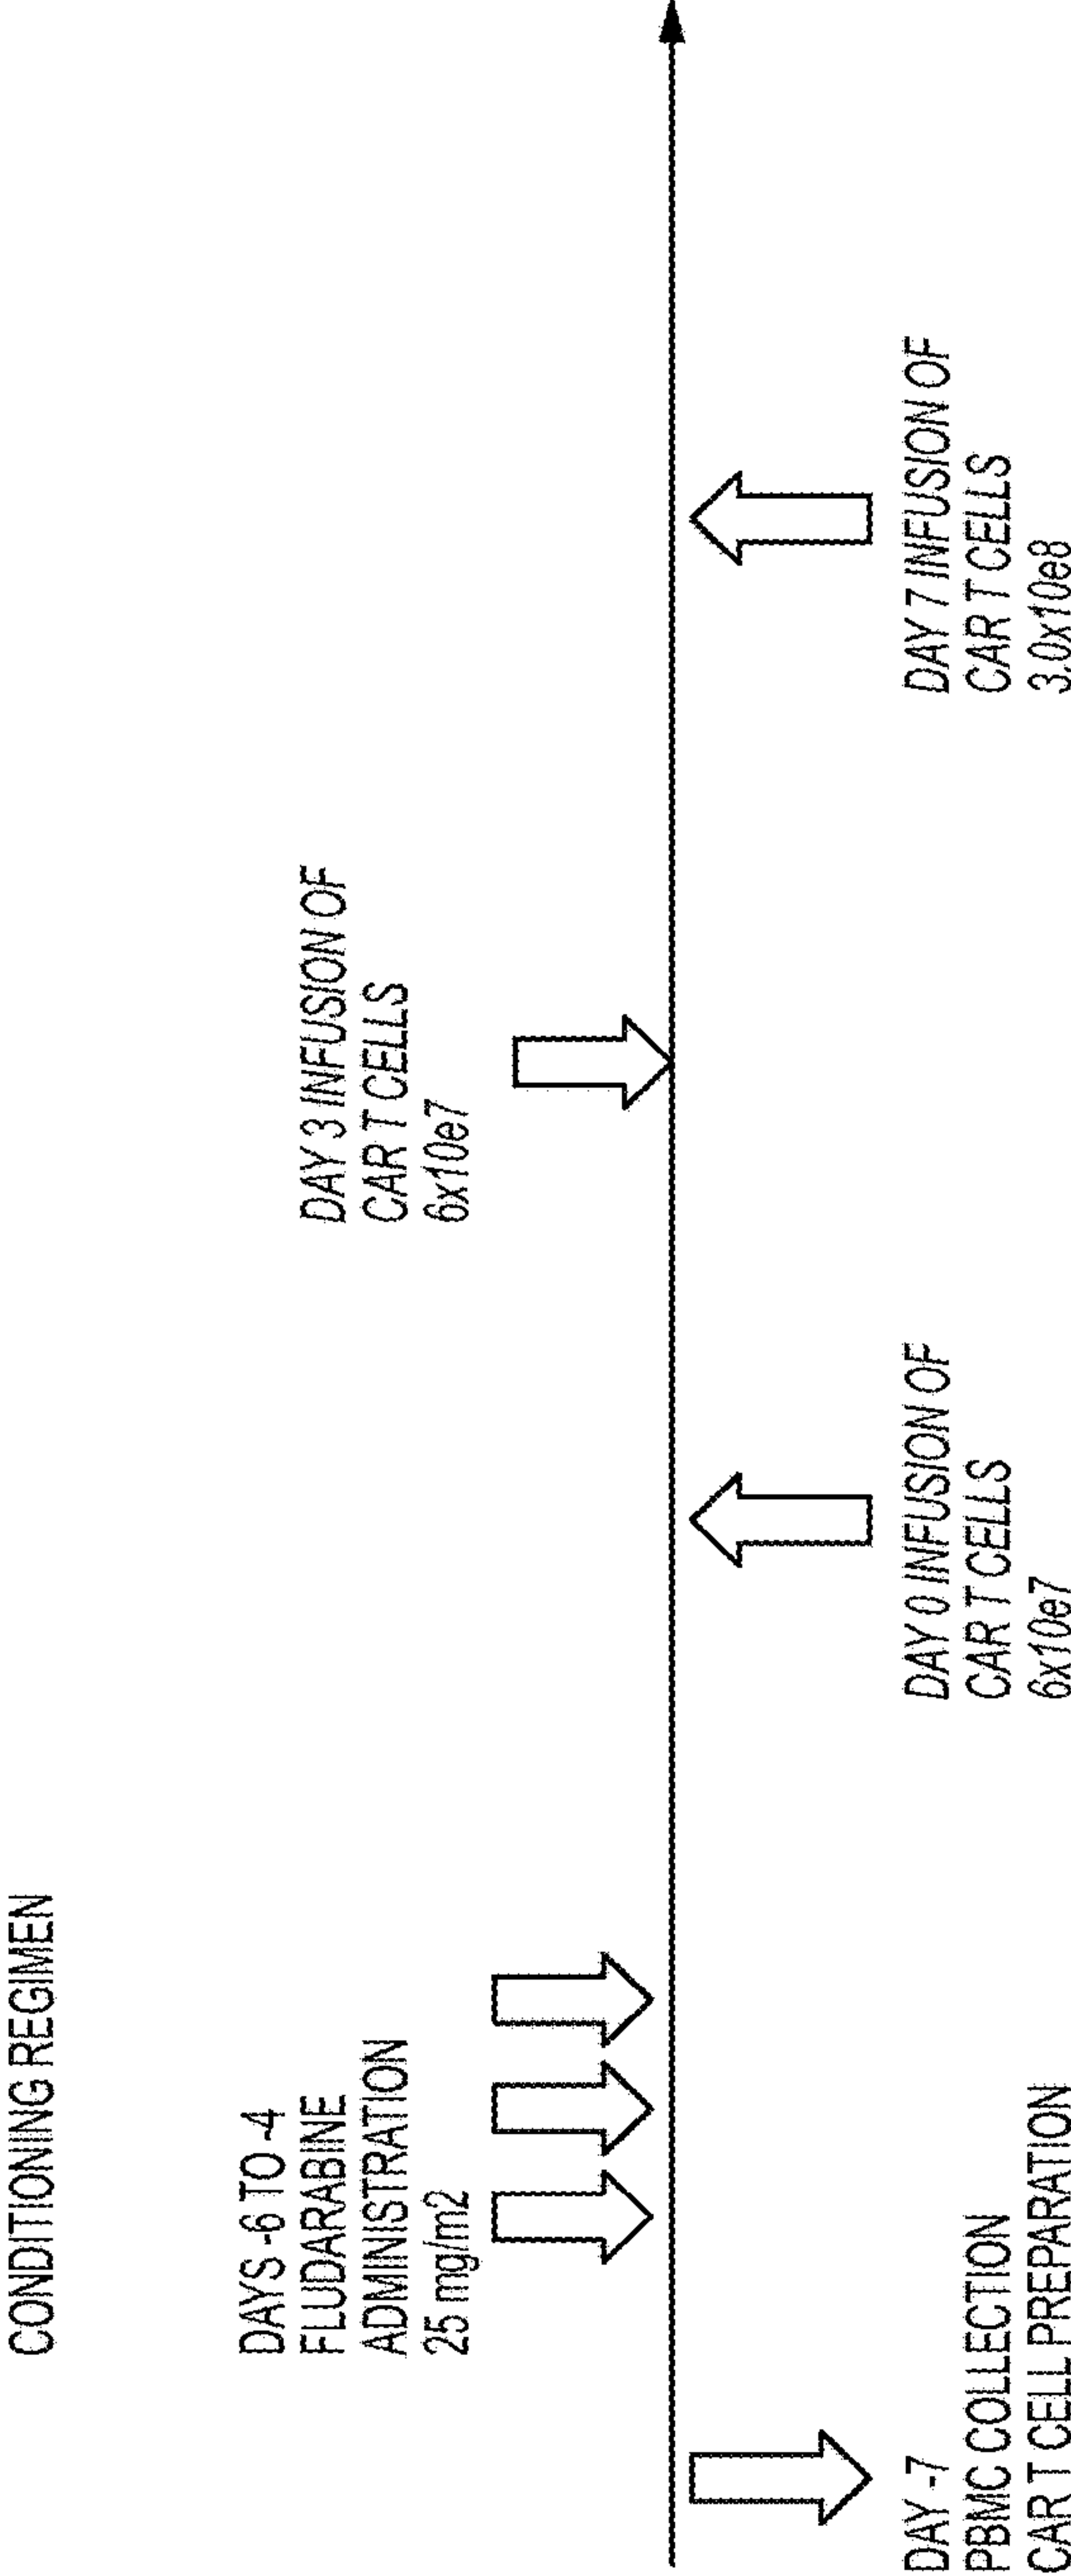 CONDITIONING REGIMEN
DAYS -6 TO -4
FLUDARABINE
ADMINISTRATION
25 mg/m2
DAY 3 INFUSION OF
CAR T CELLS
6x10e7
DAY -7
PBMC COLLECTION
CAR T CELL PREPARATION
DAY 0 INFUSION OF
CAR T CELLS
6x10e7
DAY 7 INFUSION OF
CAR T CELLS
3.0x10e8